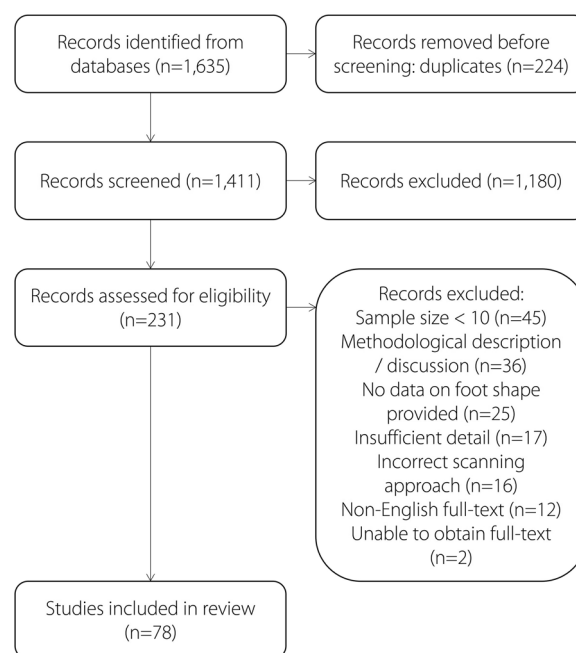 Records identified from
databases (n=1,635)
Records removed before
screening: duplicates (n=224)
Records screened (n=1,411)
Records excluded (n=1,180)
Records assessed for eligibility
(n=231)
Records excluded:
Sample size < 10 (n=45)
Methodological description
/ discussion (n=36)
No data on foot shape
provided (n=25)
Insufficient detail (n=17)
Incorrect scanning
approach (n=16)
Non-English full-text (n=12)
Unable to obtain full-text
(n=2)
Studies included in review
(n=78)